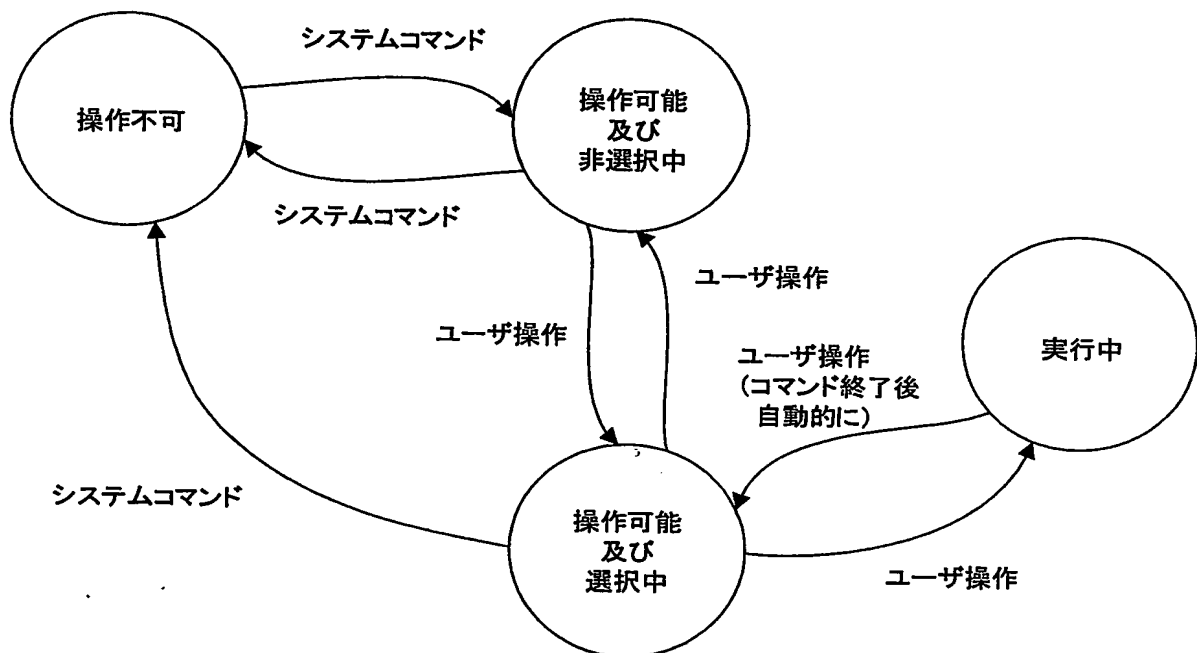 システムコマンド
操作不可
操作可能
及び
非選択中
システムコマンド
ユーザ操作
ユーザ操作
実行中
ユーザ操作
(コマンド終了後
自動的に)
システムコマンド
操作可能
及び
選択中
ユーザ操作